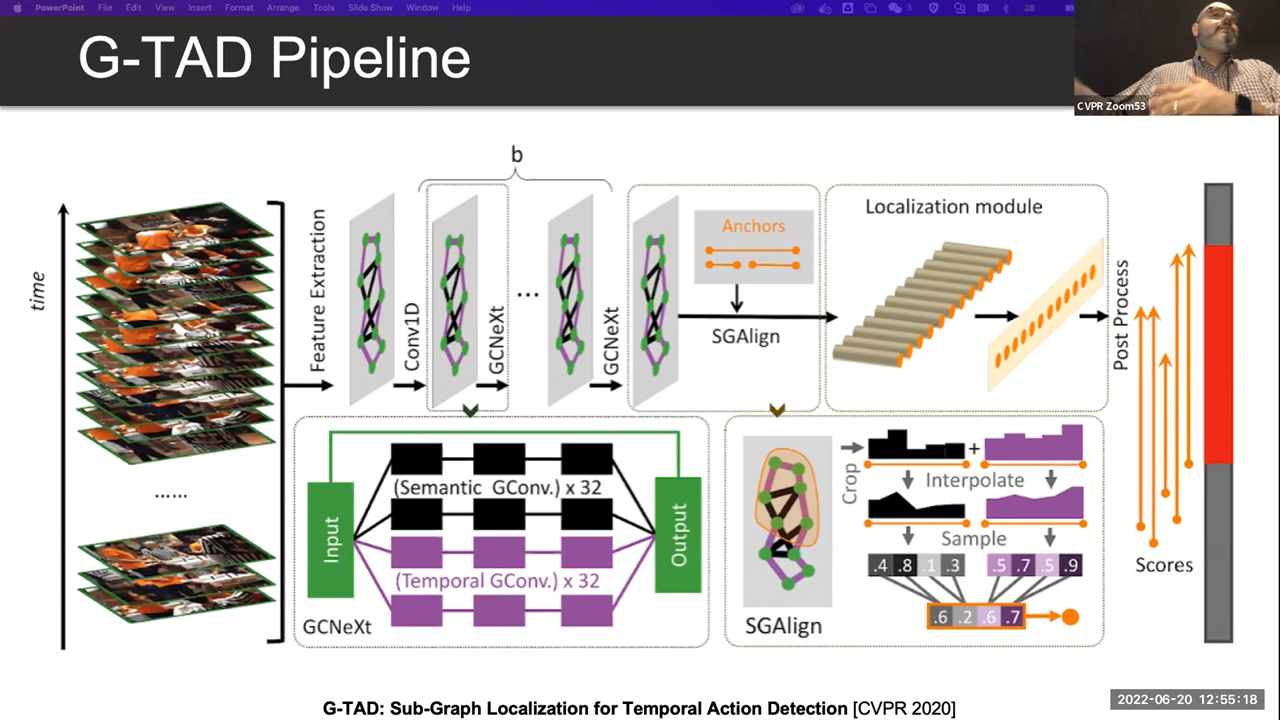 PowerPoint File Edit View Insert Format Arrange Tools Slide Show Window Help
G-TAD Pipeline
CVPR Zoom53
time
......
Feature Extraction
Conv1D
b
GCNeXt
...
GCNeXt
Anchors
SGAlign
Localization module
Post Process
Scores
Input
(Semantic GConv.) x 32
(Temporal GConv.) x 32
Output
GCNeXt
SGAlign
Crop
+
Interpolate
Sample
.4 .8 .1 .3 .5 .7 .5 .9
.6 .2 .6 .7
G-TAD: Sub-Graph Localization for Temporal Action Detection [CVPR 2020]
2022-06-20 12:55:18